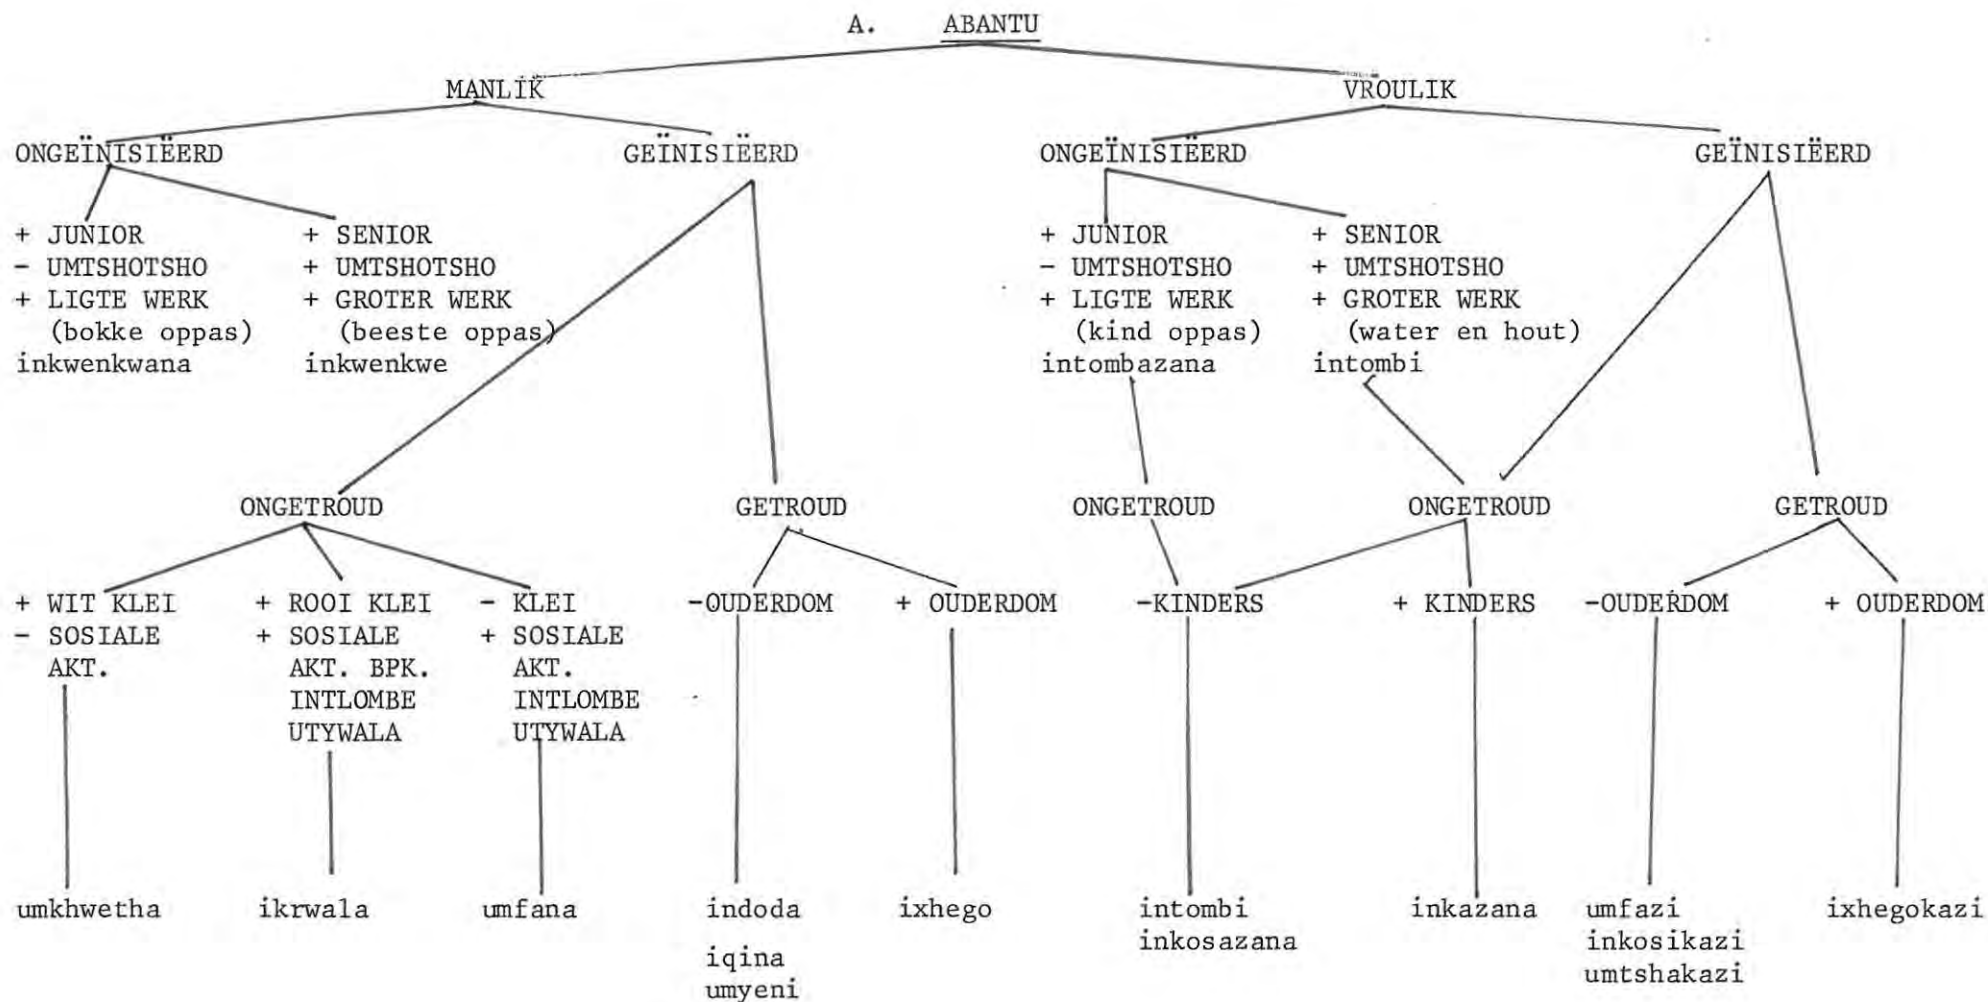 A. ABANTU
MANLIK VROULIK
ONGEÏNISIËERD GEÏNISIËERD ONGEÏNISIËERD GEÏNISIËERD
+ JUNIOR + SENIOR + JUNIOR + SENIOR
- UMTSHOTSHO + UMTSHOTSHO - UMTSHOTSHO + UMTSHOTSHO
+ LIGTE WERK + GROTER WERK + LIGTE WERK + GROTER WERK
(bokke oppas) (beeste oppas) (kind oppas) (water en hout)
inkwenkwana inkwenkwe intombazana intombi
ONGETROUD GETROUD ONGETROUD ONGETROUD GETROUD
+ WIT KLEI + ROOI KLEI - KLEI -OUDERDOM + OUDERDOM -KINDERS + KINDERS -OUDERDOM + OUDERDOM
- SOSIALE + SOSIALE + SOSIALE
AKT. AKT. BPK. AKT.
INTLOMBE INTLOMBE
UTYWALA UTYWALA
umkhwetha ikrwala umfana indoda ixhego intombi inkazana umfazi ixhegokazi
inkosazana inkosikazi
iqina
umyeni umtshakazi